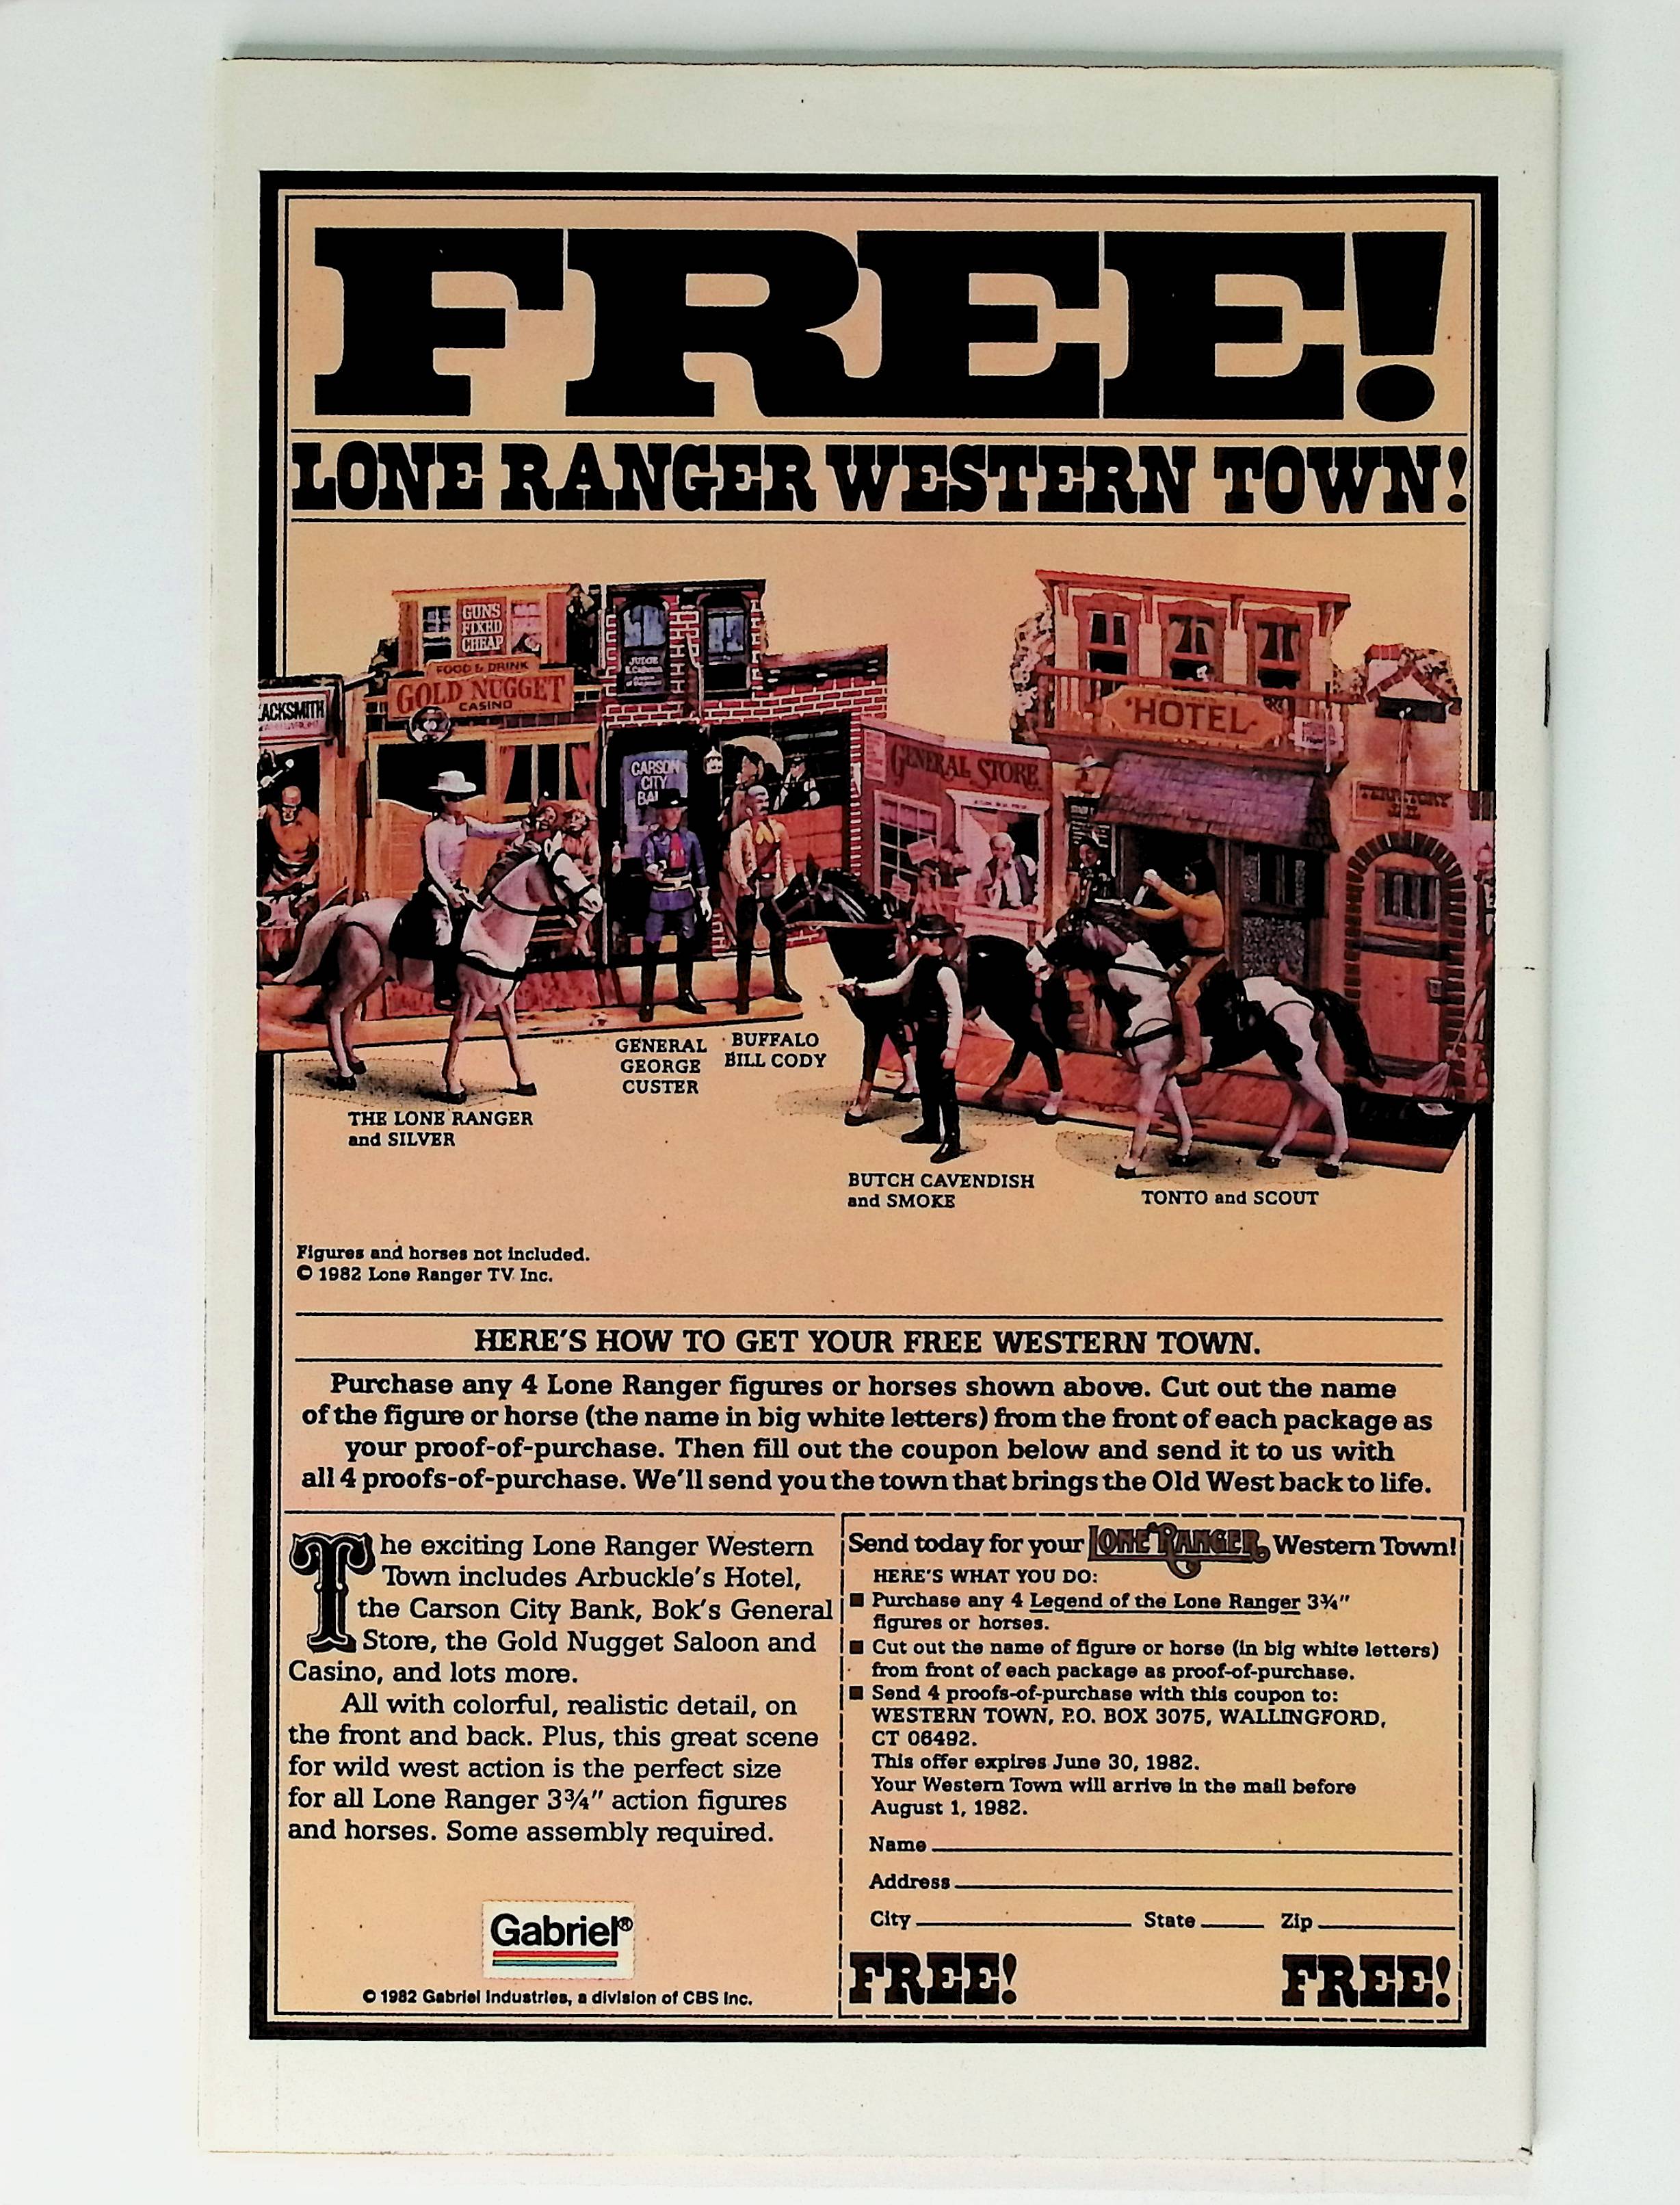 FREE!
LONE RANGER WESTERN TOWN!
GUNS
FIXED
CHEAP
FOOD & DRINK
GOLD NUGGET
CASINO
ACKSMITH
JUDGE
CARSON
CITY
BA
GENERAL STORE
HOTEL
TERRITORY
GENERAL
GEORGE
CUSTER
BUFFALO
BILL CODY
THE LONE RANGER
and SILVER
BUTCH CAVENDISH
and SMOKE
TONTO and SCOUT
Figures and horses not included.
© 1982 Lone Ranger TV Inc.
HERE'S HOW TO GET YOUR FREE WESTERN TOWN.
Purchase any 4 Lone Ranger figures or horses shown above. Cut out the name
of the figure or horse (the name in big white letters) from the front of each package as
your proof-of-purchase. Then fill out the coupon below and send it to us with
all 4 proofs-of-purchase. We'll send you the town that brings the Old West back to life.
The exciting Lone Ranger Western
Town includes Arbuckle's Hotel,
the Carson City Bank, Bok's General
Store, the Gold Nugget Saloon and
Casino, and lots more.
All with colorful, realistic detail, on
the front and back. Plus, this great scene
for wild west action is the perfect size
for all Lone Ranger 3¾" action figures
and horses. Some assembly required.
Gabriel®
© 1982 Gabriel Industries, a division of CBS Inc.
Send today for your LONE RANGER Western Town!
HERE'S WHAT YOU DO:
■ Purchase any 4 Legend of the Lone Ranger 3¾"
figures or horses.
■ Cut out the name of figure or horse (in big white letters)
from front of each package as proof-of-purchase.
■ Send 4 proofs-of-purchase with this coupon to:
WESTERN TOWN, P.O. BOX 3075, WALLINGFORD,
CT 06492.
This offer expires June 30, 1982.
Your Western Town will arrive in the mail before
August 1, 1982.
Name
Address
City State Zip
FREE! FREE!